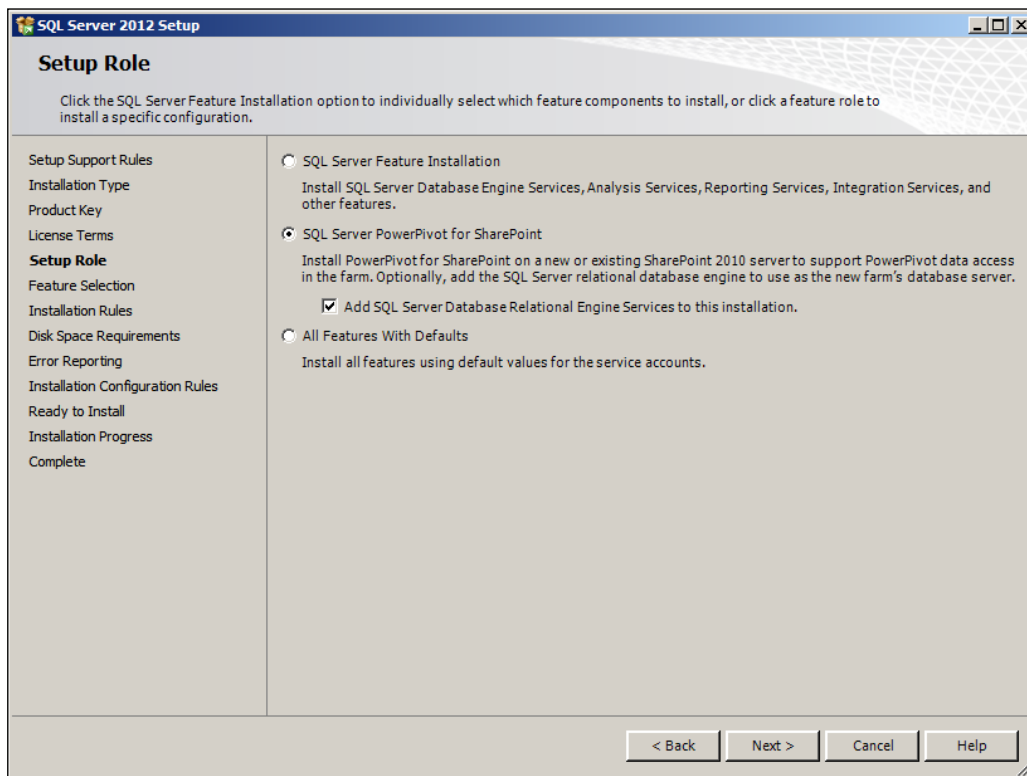 SQL Server 2012 Setup
Setup Role
Click the SQL Server Feature Installation option to individually select which feature components to install, or click a feature role to
install a specific configuration.
Setup Support Rules
Installation Type
Product Key
License Terms
Setup Role
Feature Selection
Installation Rules
Disk Space Requirements
Error Reporting
Installation Configuration Rules
Ready to Install
Installation Progress
Complete
SQL Server Feature Installation
Install SQL Server Database Engine Services, Analysis Services, Reporting Services, Integration Services, and
other features.
SQL Server PowerPivot for SharePoint
Install PowerPivot for SharePoint on a new or existing SharePoint 2010 server to support PowerPivot data access
in the farm. Optionally, add the SQL Server relational database engine to use as the new farm's database server.
Add SQL Server Database Relational Engine Services to this installation.
All Features With Defaults
Install all features using default values for the service accounts.
< Back
Next >
Cancel
Help